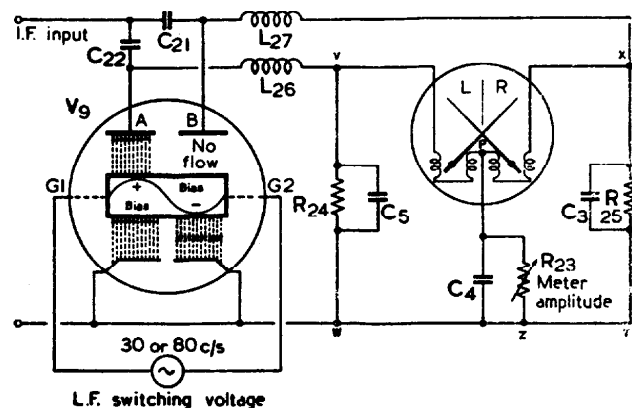 I.F. input
C21
C22
L27
L26
V9
A
B
No flow
G1
G2
+
Bias
Bias
−
V
X
L
R
P
R24
C5
C3
R25
C4
R23
Meter amplitude
W
Z
30 or 80 c/s
L.F. switching voltage